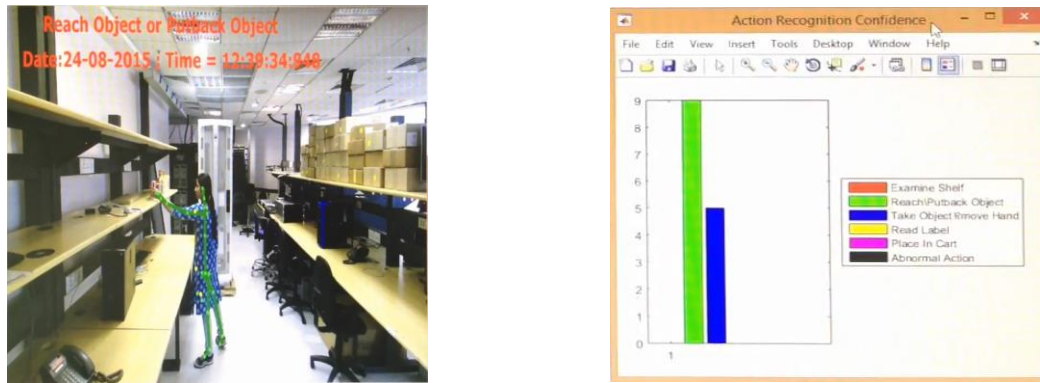 Reach Object or Putback Object
Date:24-08-2015 ; Time = 12:39:34:948
Action Recognition Confidence
File Edit View Insert Tools Desktop Window Help
9
8
7
6
5
4
3
2
1
0
1
Examine Shelf
Reach\Putback Object
Take Object\Rmove Hand
Read Label
Place In Cart
Abnormal Action